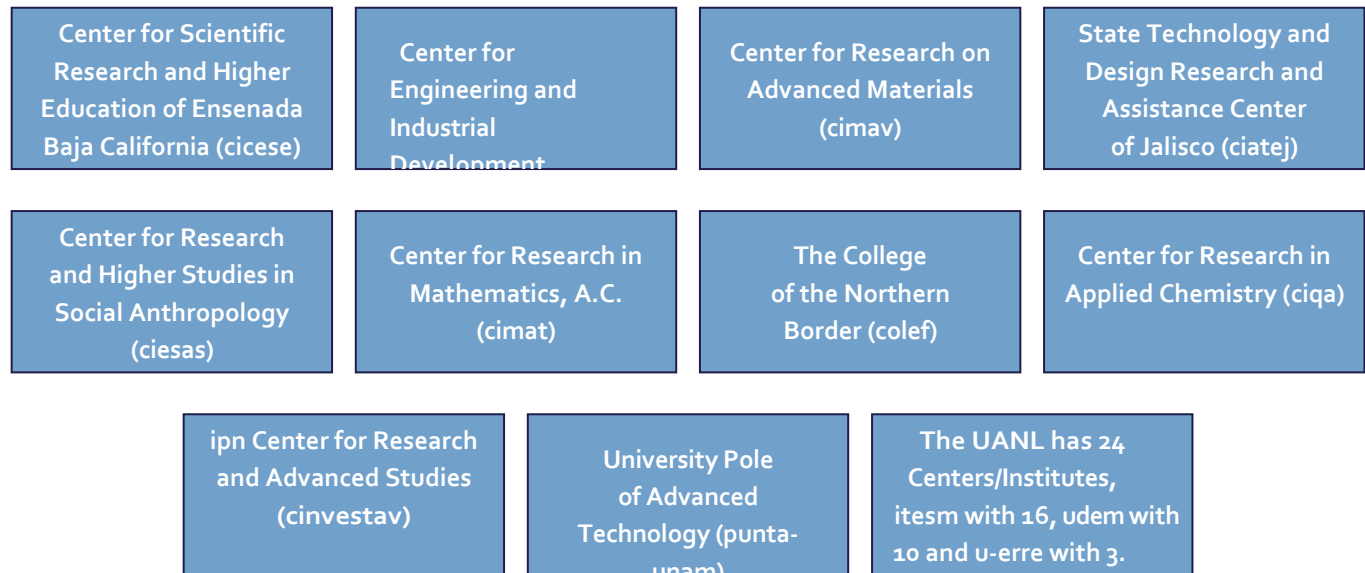 Center for Scientific
Research and Higher
Education of Ensenada
Baja California (cicese)
Center for
Engineering and
Industrial
Development
Center for Research on
Advanced Materials
(cimav)
State Technology and
Design Research and
Assistance Center
of Jalisco (ciatej)
Center for Research
and Higher Studies in
Social Anthropology
(ciesas)
Center for Research in
Mathematics, A.C.
(cimat)
The College
of the Northern
Border (colef)
Center for Research in
Applied Chemistry (ciqa)
ipn Center for Research
and Advanced Studies
(cinvestav)
University Pole
of Advanced
Technology (punta-
unam)
The UANL has 24
Centers/Institutes,
itesm with 16, udem with
10 and u-erre with 3.